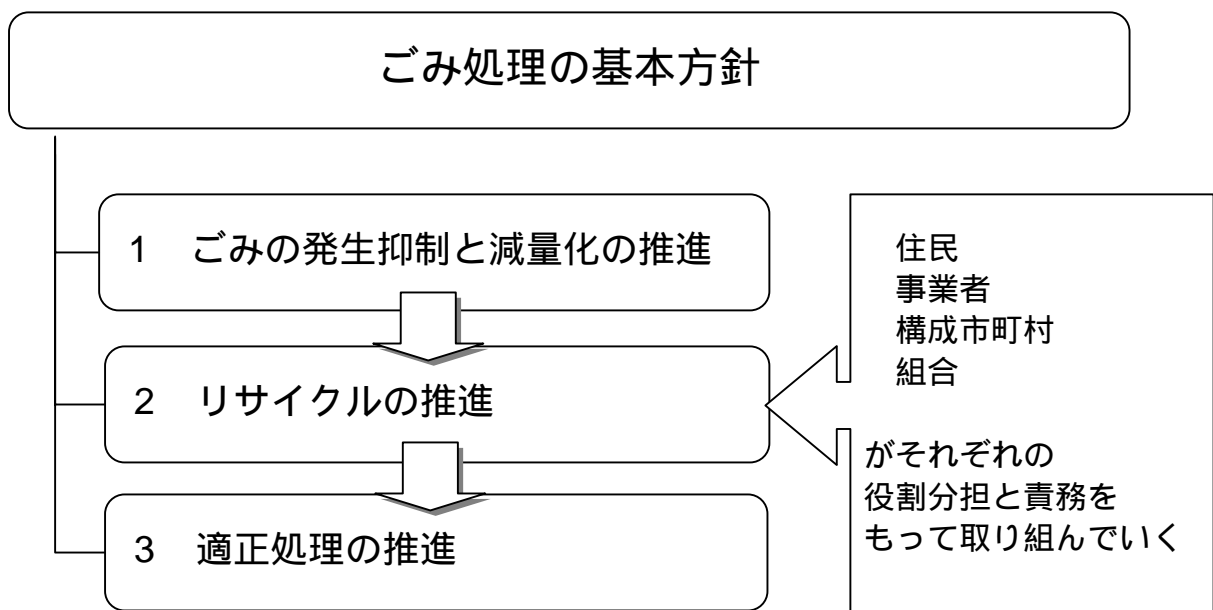 ごみ処理の基本方針
1　ごみの発生抑制と減量化の推進
2　リサイクルの推進
3　適正処理の推進
住民
事業者
構成市町村
組合
がそれぞれの
役割分担と責務を
もって取り組んでいく